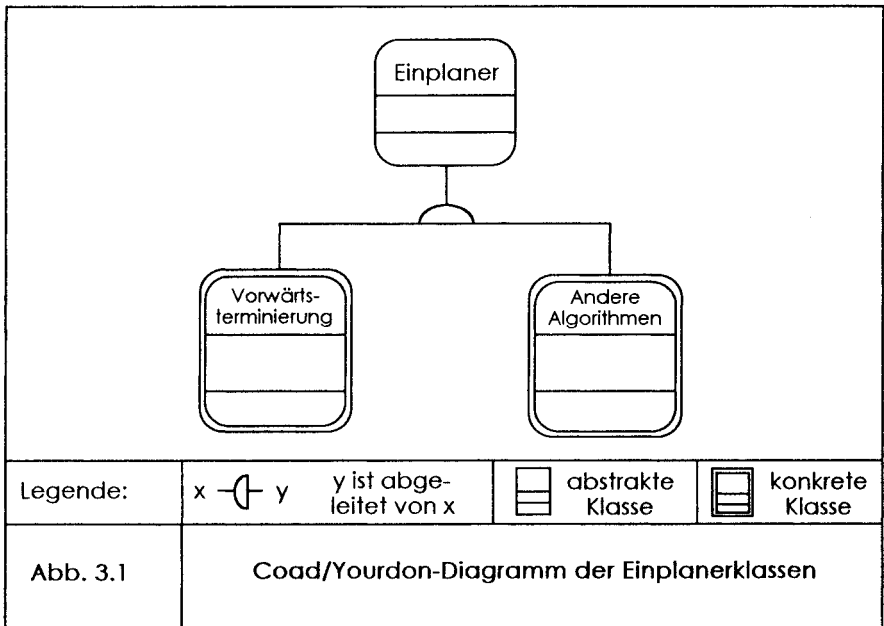 Einplaner
Vorwärts-
terminierung
Andere
Algorithmen
Legende:
x
y
y ist abge-
leitet von x
abstrakte
Klasse
konkrete
Klasse
Abb. 3.1
Coad/Yourdon-Diagramm der Einplanerklassen